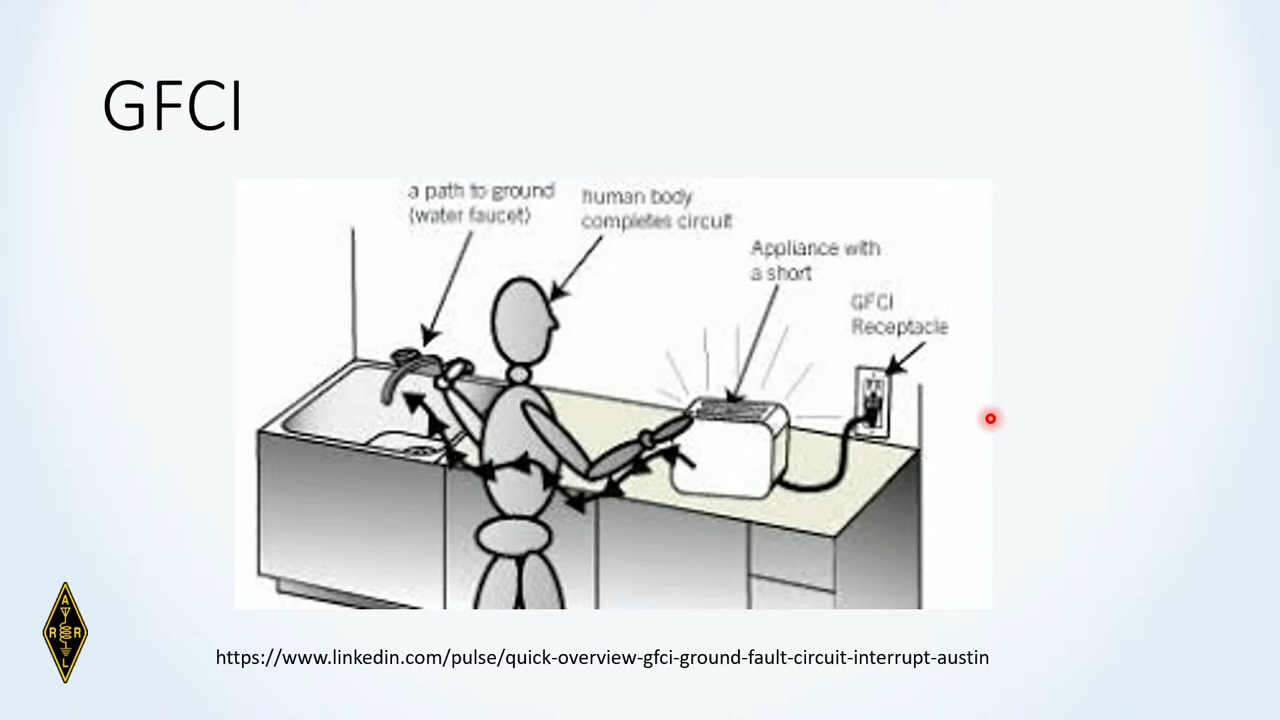 GFCI
a path to ground
(water faucet)
human body
completes circuit
Appliance with
a short
GFCI
Receptacle
A
R R
L
https://www.linkedin.com/pulse/quick-overview-gfci-ground-fault-circuit-interrupt-austin